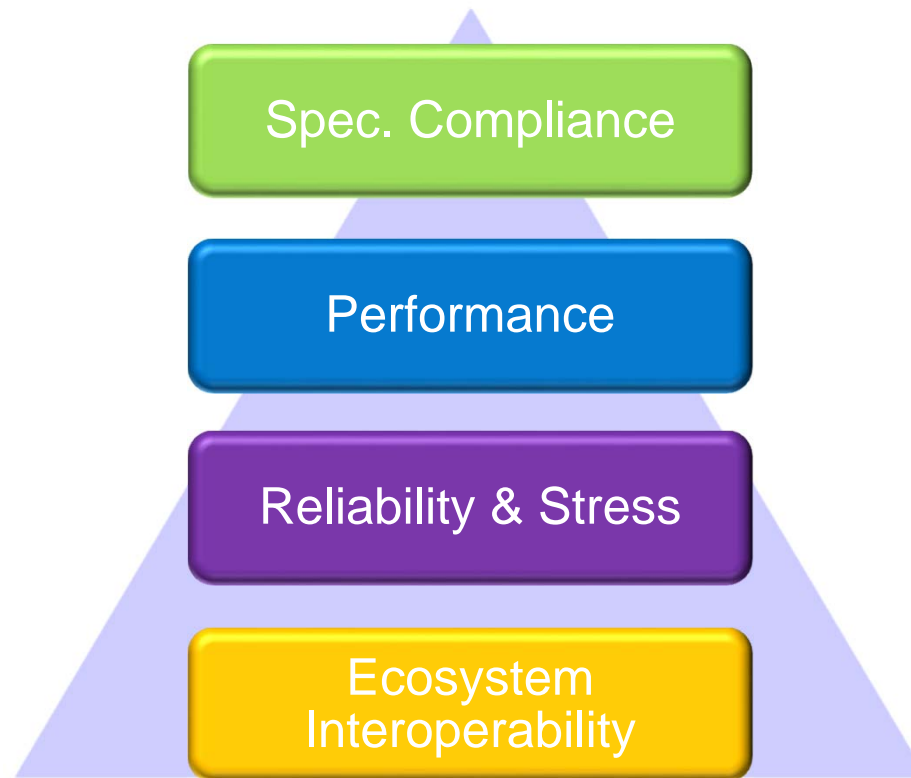 Spec. Compliance
Performance
Reliability & Stress
Ecosystem
Interoperability